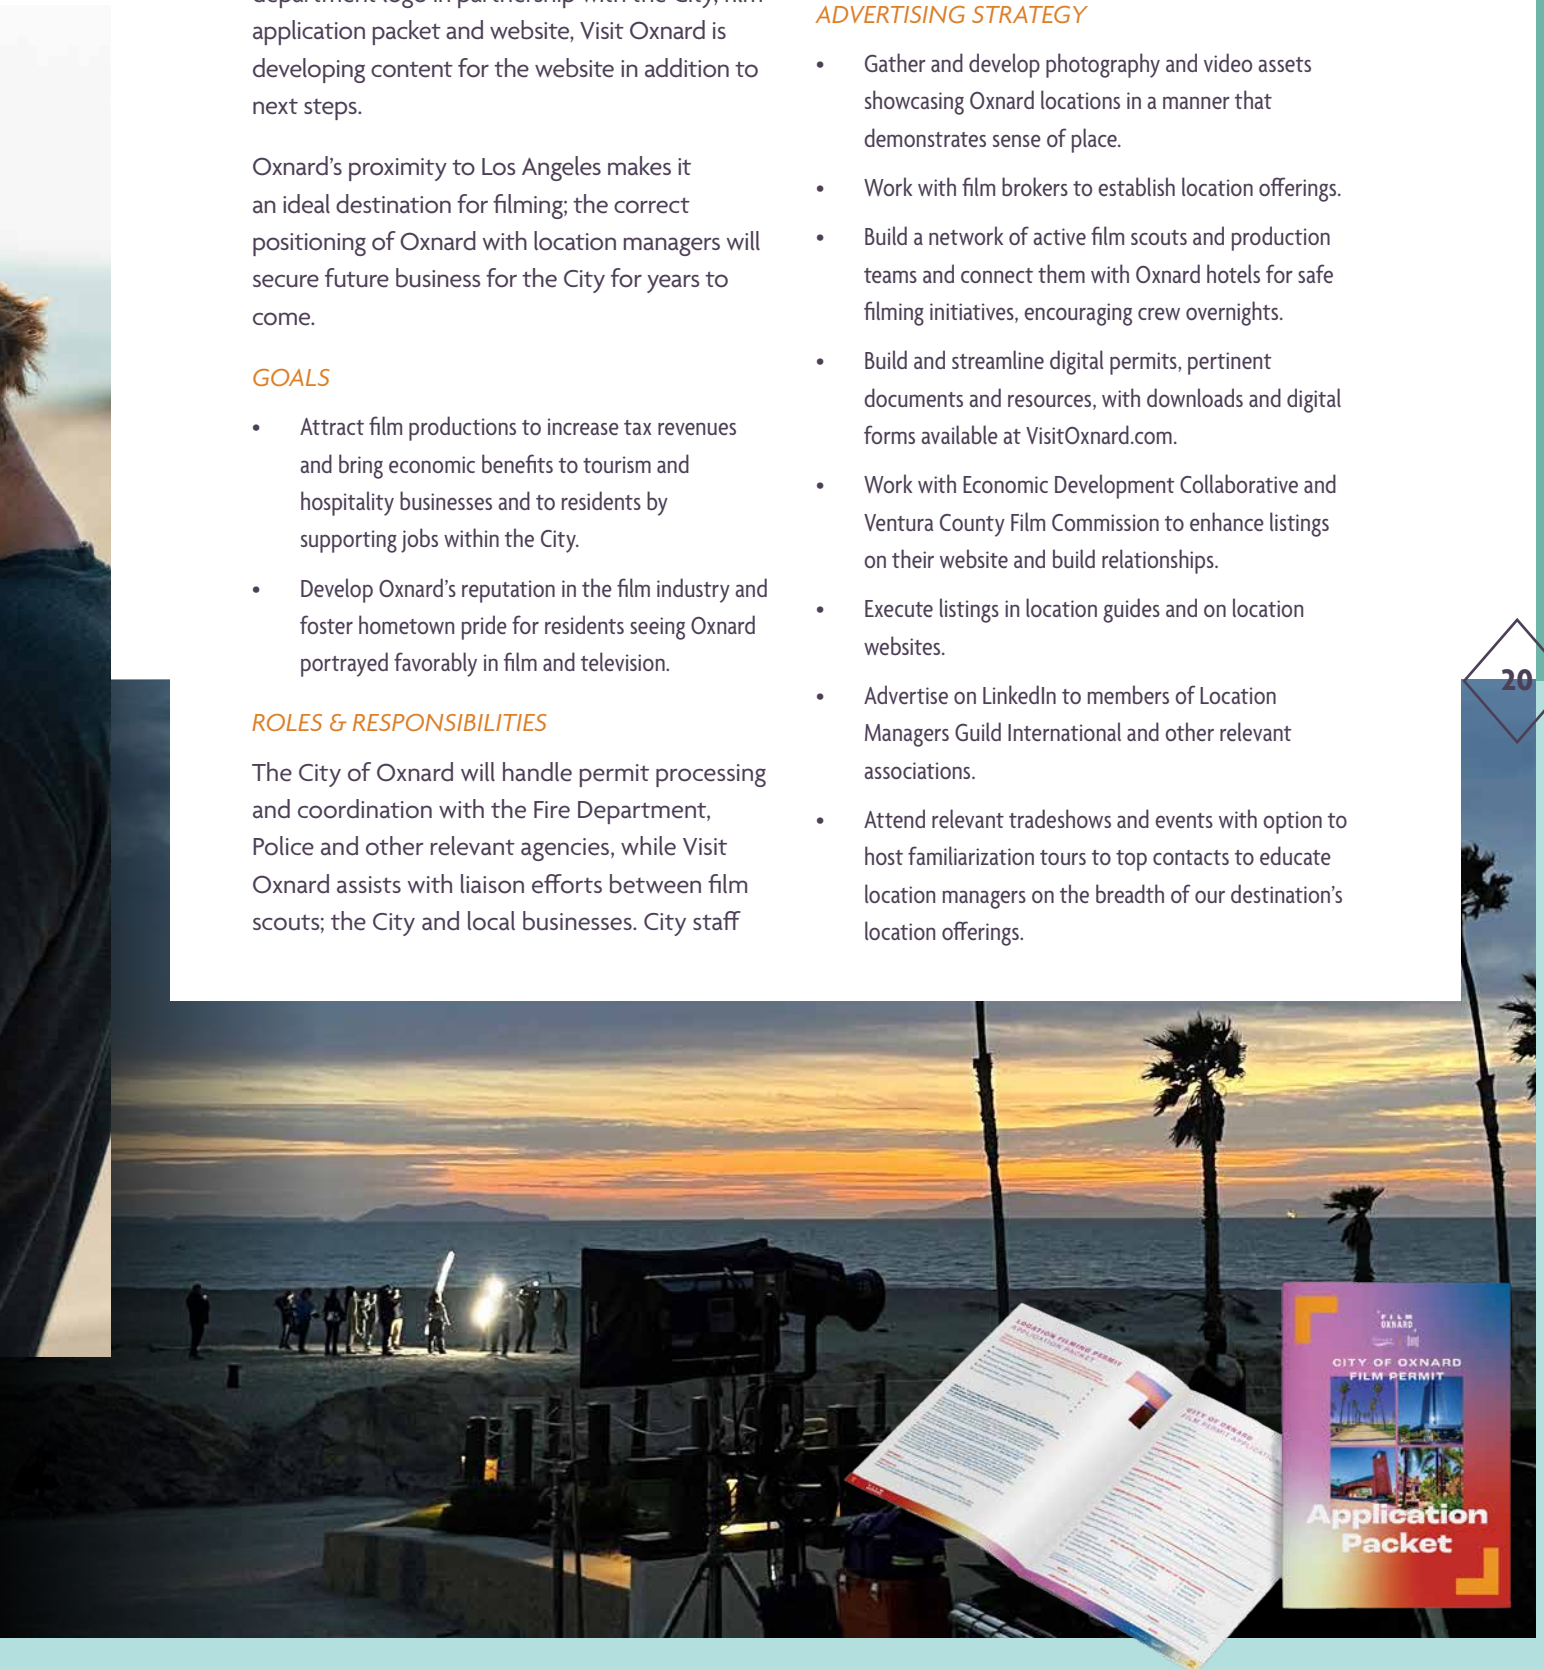 application packet and website, Visit Oxnard is
developing content for the website in addition to
next steps.
Oxnard’s proximity to Los Angeles makes it
an ideal destination for filming; the correct
positioning of Oxnard with location managers will
secure future business for the City for years to
come.
GOALS
• Attract film productions to increase tax revenues
and bring economic benefits to tourism and
hospitality businesses and to residents by
supporting jobs within the City.
• Develop Oxnard’s reputation in the film industry and
foster hometown pride for residents seeing Oxnard
portrayed favorably in film and television.
ROLES & RESPONSIBILITIES
The City of Oxnard will handle permit processing
and coordination with the Fire Department,
Police and other relevant agencies, while Visit
Oxnard assists with liaison efforts between film
scouts; the City and local businesses. City staff
ADVERTISING STRATEGY
• Gather and develop photography and video assets
showcasing Oxnard locations in a manner that
demonstrates sense of place.
• Work with film brokers to establish location offerings.
• Build a network of active film scouts and production
teams and connect them with Oxnard hotels for safe
filming initiatives, encouraging crew overnights.
• Build and streamline digital permits, pertinent
documents and resources, with downloads and digital
forms available at VisitOxnard.com.
• Work with Economic Development Collaborative and
Ventura County Film Commission to enhance listings
on their website and build relationships.
• Execute listings in location guides and on location
websites.
• Advertise on LinkedIn to members of Location
Managers Guild International and other relevant
associations.
• Attend relevant tradeshows and events with option to
host familiarization tours to top contacts to educate
location managers on the breadth of our destination’s
location offerings.
20
LOCATION FILMING PERMIT
APPLICATION PACKET
CITY OF OXNARD
FILM PERMIT APPLICATION
FILM
OXNARD
CITY OF OXNARD
FILM PERMIT
Application
Packet